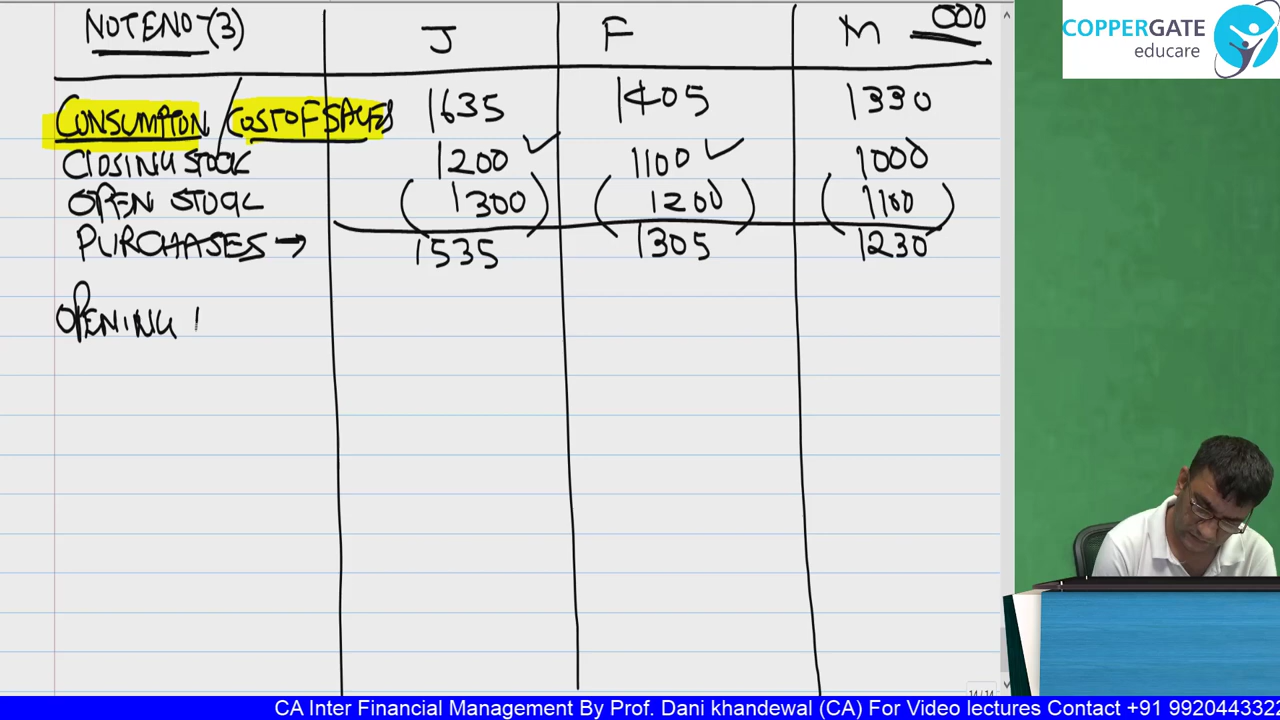 NOTE NO-(3) J F M 000
CONSUMPTION / COST OF SALES 1635 1405 1330
CLOSING STOCK 1200 ✓ 1100 ✓ 1000
OPEN STOCK (1300) (1200) (1100)
PURCHASES → 1535 1305 1230
OPENING
COPPERGATE
educare
14/14
CA Inter Financial Management By Prof. Dani khandewal (CA) For Video lectures Contact +91 9920443322